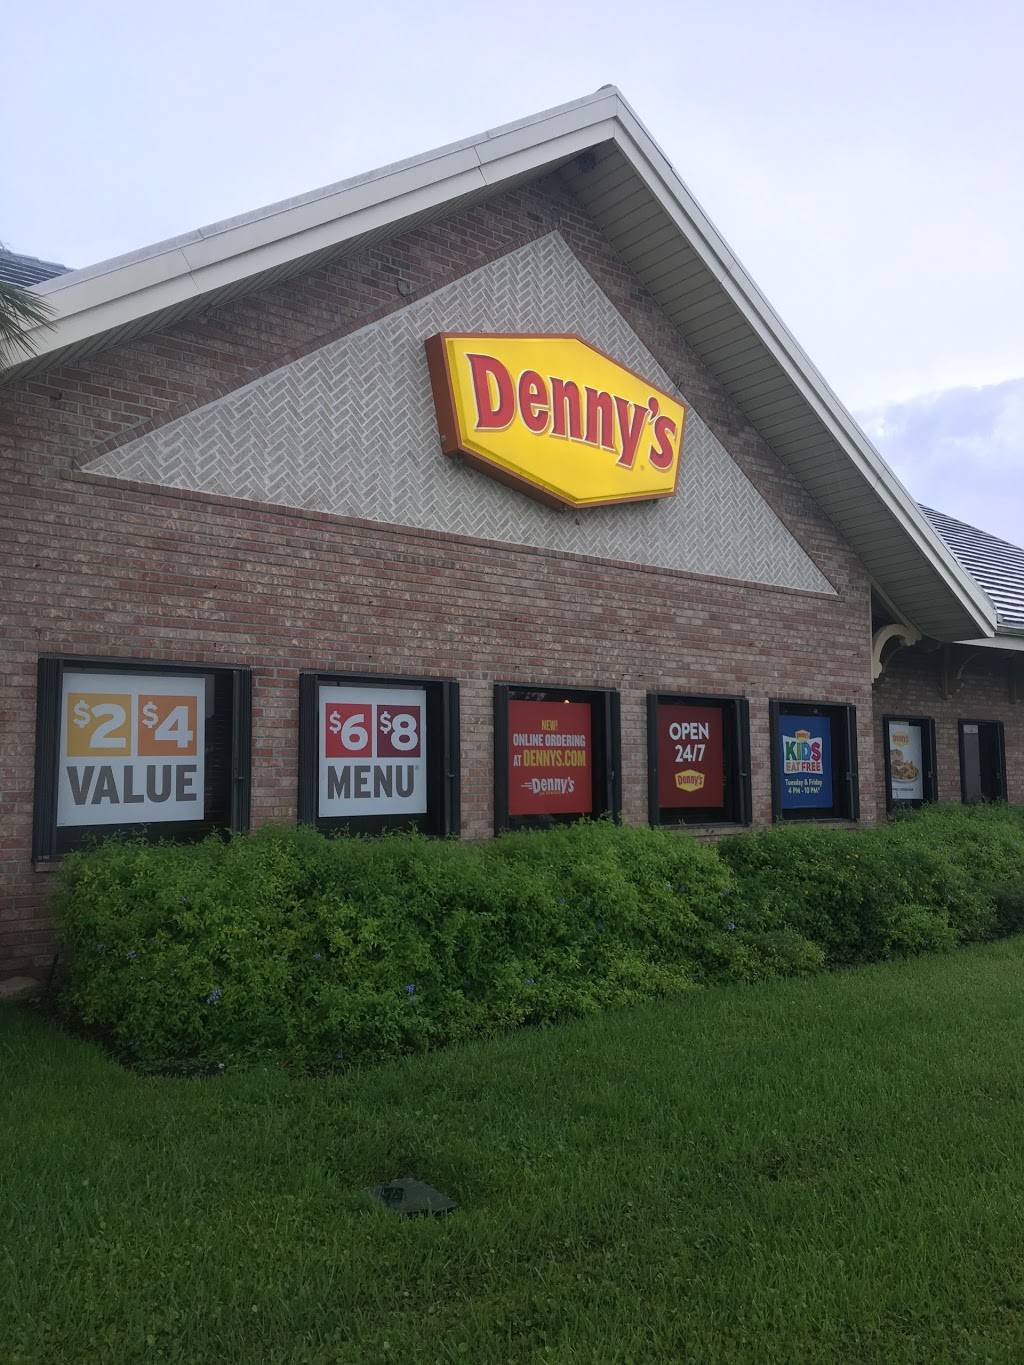 Denny's
$2 $4
VALUE
$6 $8
MENU
NEW!
ONLINE ORDERING
AT DENNYS.COM
Denny's
OPEN
24/7
Denny's
KIDS
EAT FREE
Tuesday & Friday
4 PM - 10 PM*